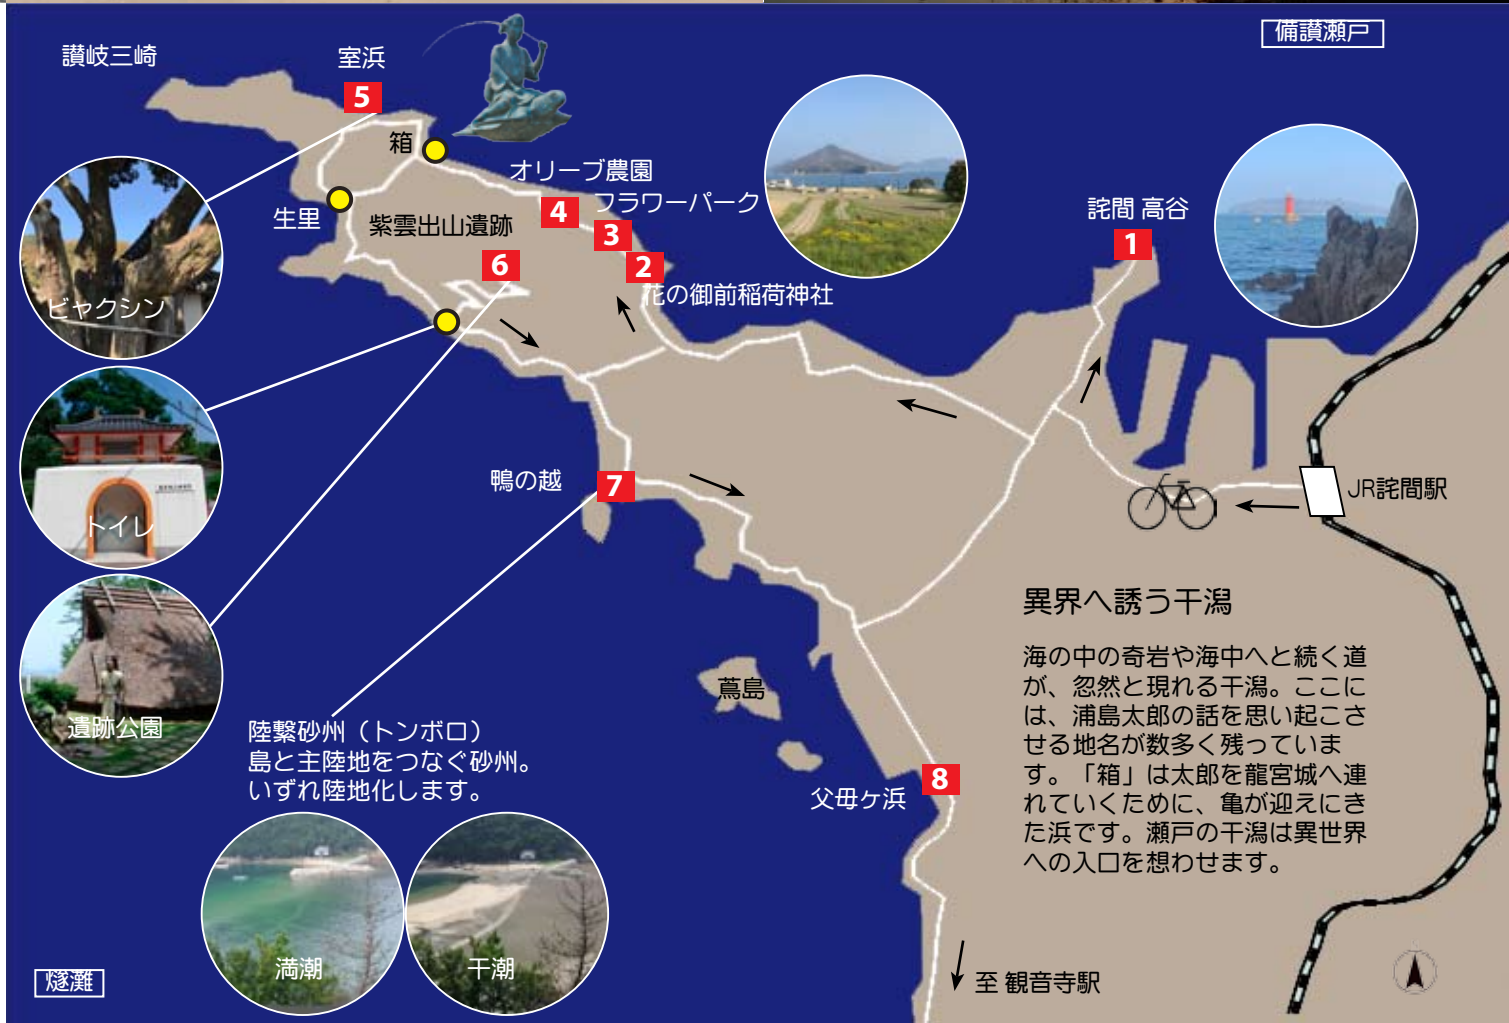 備讃瀬戸
讃岐三崎
室浜
5
箱
オリーブ農園
4
フラワーパーク
3
2
花の御前稲荷神社
詫間 高谷
1
生里
紫雲出山遺跡
6
ビャクシン
トイレ
遺跡公園
鴨の越
7
JR詫間駅
異界へ誘う干潟
海の中の奇岩や海中へと続く道
が、忽然と現れる干潟。ここに
は、浦島太郎の話を思い起こさ
せる地名が数多く残っていま
す。「箱」は太郎を龍宮城へ連
れていくために、亀が迎えにき
た浜です。瀬戸の干潟は異世界
への入口を想わせます。
蔦島
陸繋砂州（トンボロ）
島と主陸地をつなぐ砂州。
いずれ陸地化します。
父母ヶ浜
8
満潮
干潮
燧灘
至 観音寺駅